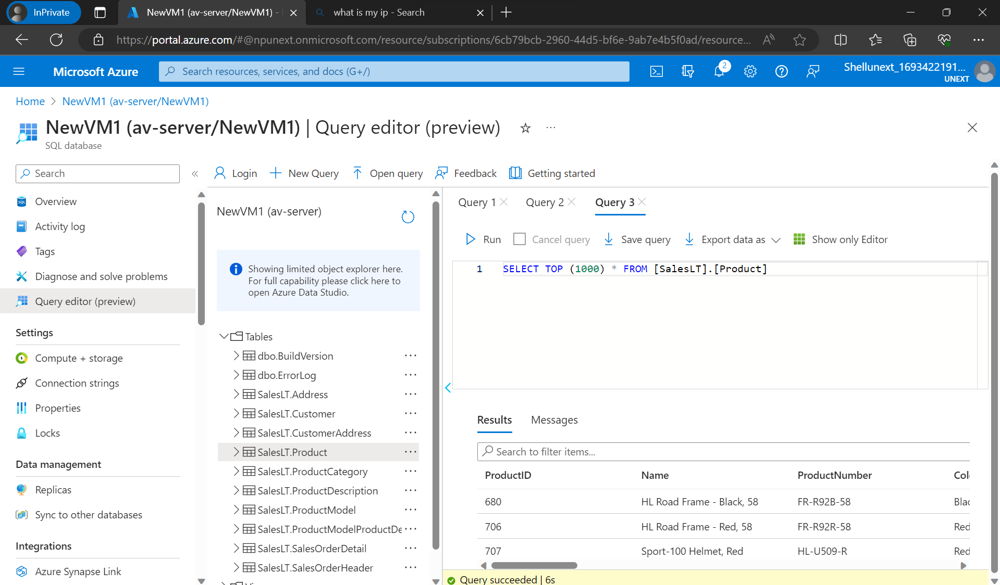 InPrivate
NewVM1 (av-server/NewVM1) -
what is my ip - Search
https://portal.azure.com/#@npunext.onmicrosoft.com/resource/subscriptions/6cb79bcb-2960-44d5-bf6e-9ab7e4b5f0ad/resource...
Microsoft Azure
Search resources, services, and docs (G+/)
2
Shellunext_1693422191...
UNEXT
Home > NewVM1 (av-server/NewVM1)
NewVM1 (av-server/NewVM1) | Query editor (preview)
SQL database
Search
Overview
Activity log
Tags
Diagnose and solve problems
Query editor (preview)
Settings
Compute + storage
Connection strings
Properties
Locks
Data management
Replicas
Sync to other databases
Integrations
Azure Synapse Link
Login
New Query
Open query
Feedback
Getting started
NewVM1 (av-server)
Showing limited object explorer here.
For full capability please click here to
open Azure Data Studio.
Tables
dbo.BuildVersion
dbo.ErrorLog
SalesLT.Address
SalesLT.Customer
SalesLT.CustomerAddress
SalesLT.Product
SalesLT.ProductCategory
SalesLT.ProductDescription
SalesLT.ProductModel
SalesLT.ProductModelProductDe
SalesLT.SalesOrderDetail
SalesLT.SalesOrderHeader
Query 1
Query 2
Query 3
Run
Cancel query
Save query
Export data as
Show only Editor
1 SELECT TOP (1000) * FROM [SalesLT].[Product]
Results
Messages
Search to filter items...
ProductID Name ProductNumber Col
680 HL Road Frame - Black, 58 FR-R92B-58 Blac
706 HL Road Frame - Red, 58 FR-R92R-58 Red
707 Sport-100 Helmet, Red HL-U509-R Red
Query succeeded | 6s